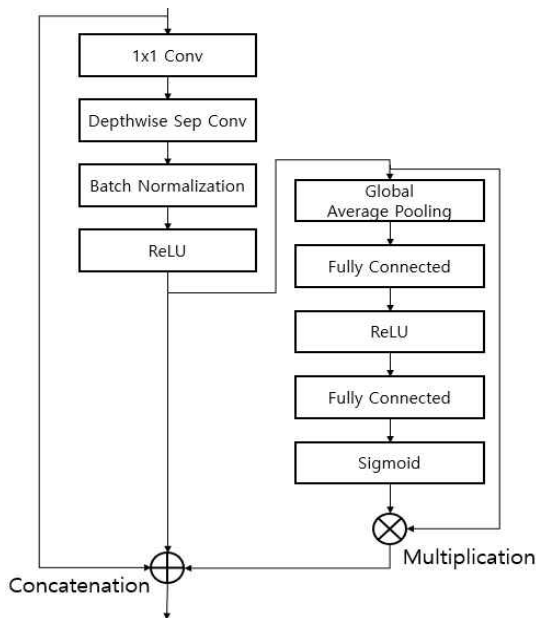 1x1 Conv
Depthwise Sep Conv
Batch Normalization
ReLU
Global
Average Pooling
Fully Connected
ReLU
Fully Connected
Sigmoid
Multiplication
Concatenation